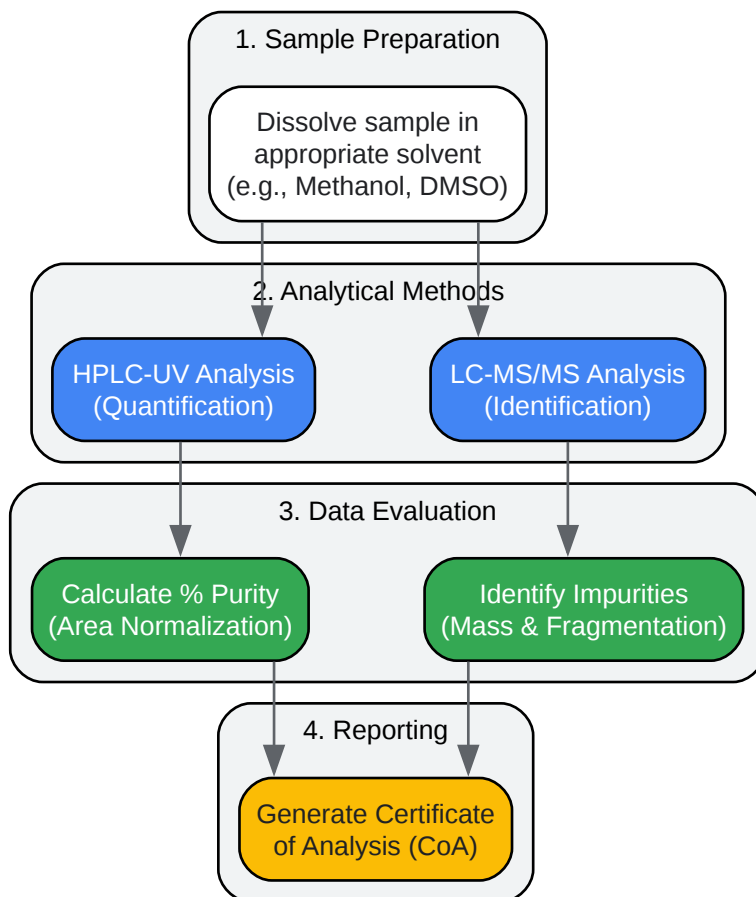 1. Sample Preparation
Dissolve sample in
appropriate solvent
(e.g., Methanol, DMSO)
2. Analytical Methods
HPLC-UV Analysis
(Quantification)
LC-MS/MS Analysis
(Identification)
3. Data Evaluation
Calculate % Purity
(Area Normalization)
Identify Impurities
(Mass & Fragmentation)
4. Reporting
Generate Certificate
of Analysis (CoA)